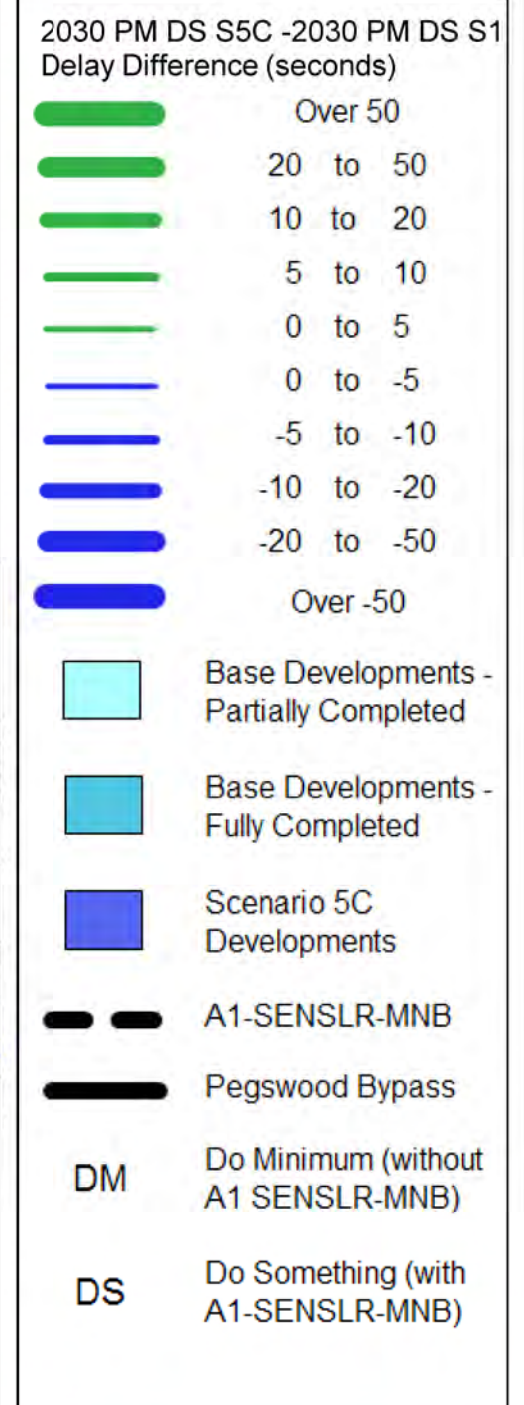 2030 PM DS S5C -2030 PM DS S1
Delay Difference (seconds)
Over 50
20 to 50
10 to 20
5 to 10
0 to 5
0 to -5
-5 to -10
-10 to -20
-20 to -50
Over -50
Base Developments -
Partially Completed
Base Developments -
Fully Completed
Scenario 5C
Developments
A1-SENSLR-MNB
Pegswood Bypass
DM
Do Minimum (without
A1 SENSLR-MNB)
DS
Do Something (with
A1-SENSLR-MNB)